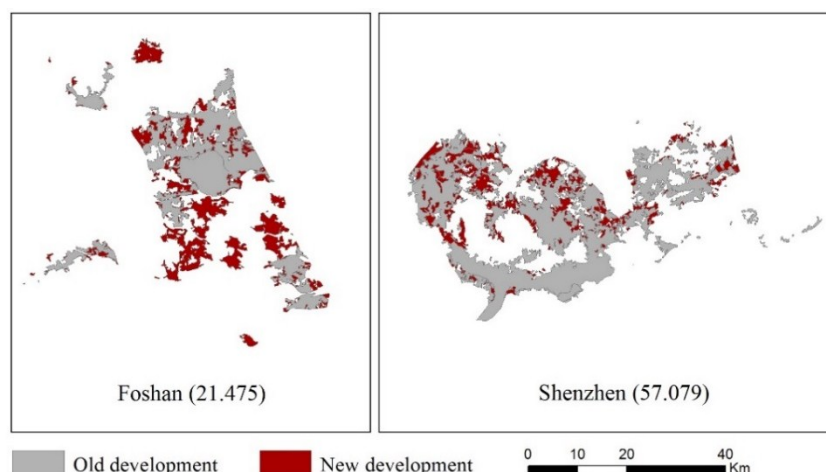 Foshan (21.475)
Shenzhen (57.079)
Old development
New development
0 10 20 40
Km